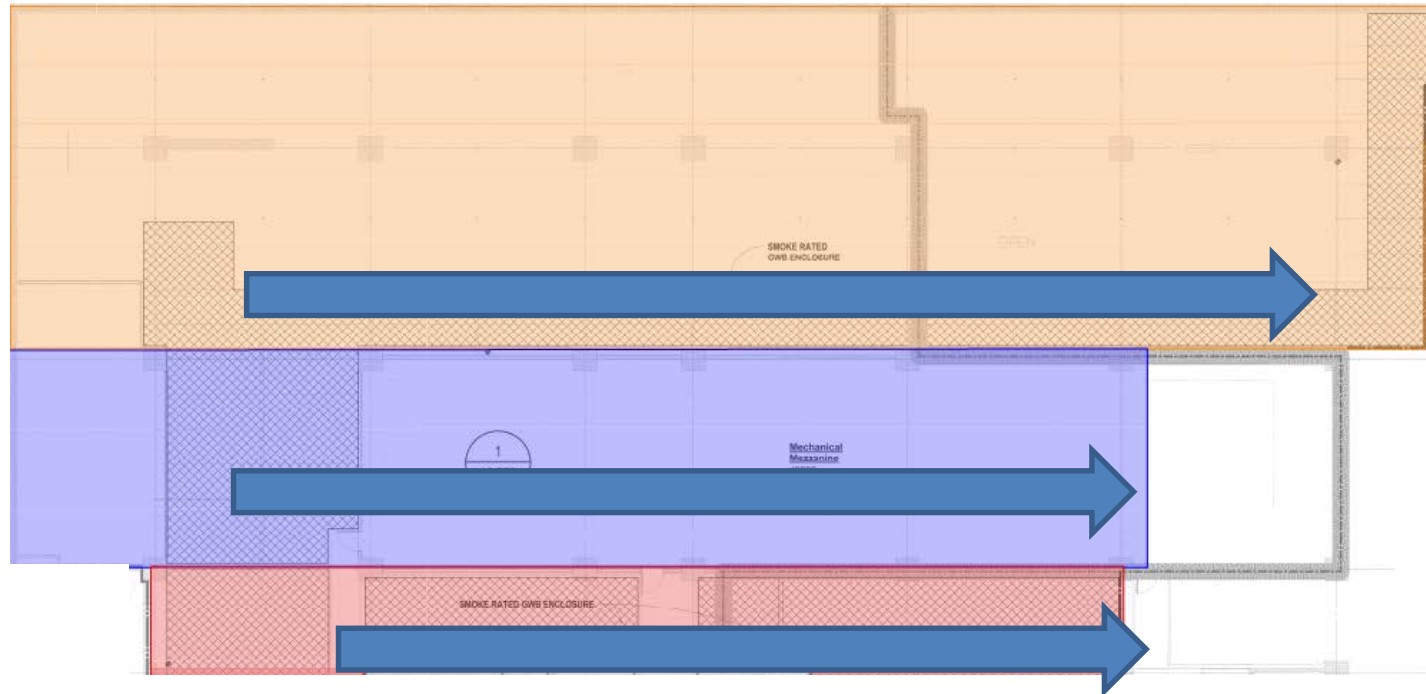 SMOKE RATED
GWB ENCLOSURE
OPEN
1
Mechanical
Mezzanine
SMOKE RATED GWB ENCLOSURE